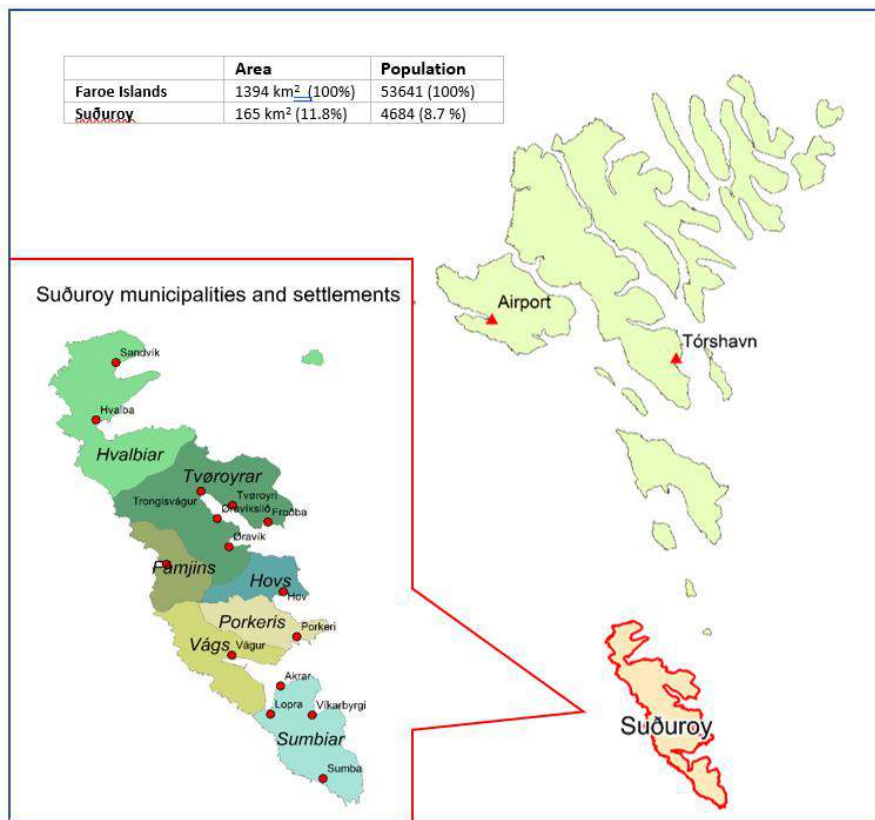 Area Population
Faroe Islands 1394 km² (100%) 53641 (100%)
Suðuroy 165 km² (11.8%) 4684 (8.7 %)
Airport
Tórshavn
Suðuroy municipalities and settlements
Sandvík
Hvalba
Hvalbiar
Tvøroyrar
Trongisvágur
Tvøroyri
Øravíkslíð
Froðba
Øravík
Famjins
Hovs
Hov
Porkeris
Porkeri
Vágs
Vágur
Akrar
Lopra
Víkarbyrgi
Sumbiar
Sumba
Suðuroy